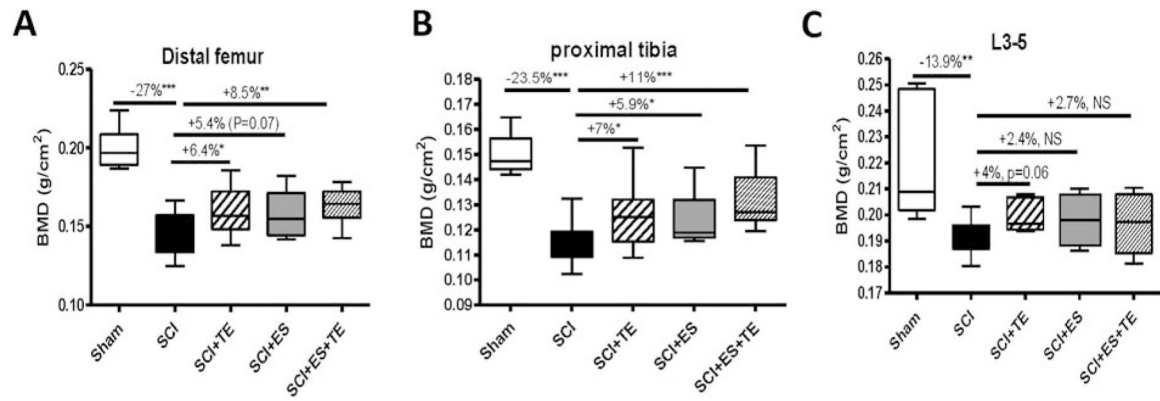 A
Distal femur
BMD (g/cm²)
0.25
0.20
0.15
0.10
-27%***
+8.5%**
+5.4% (P=0.07)
+6.4%*
Sham
SCI
SCI+TE
SCI+ES
SCI+ES+TE
B
proximal tibia
BMD (g/cm²)
0.18
0.17
0.16
0.15
0.14
0.13
0.12
0.11
0.10
0.09
-23.5%***
+11%***
+5.9%*
+7%*
Sham
SCI
SCI+TE
SCI+ES
SCI+ES+TE
C
L3-5
BMD (g/cm²)
0.26
0.25
0.24
0.23
0.22
0.21
0.20
0.19
0.18
0.17
-13.9%**
+2.7%, NS
+2.4%, NS
+4%, p=0.06
Sham
SCI
SCI+TE
SCI+ES
SCI+ES+TE